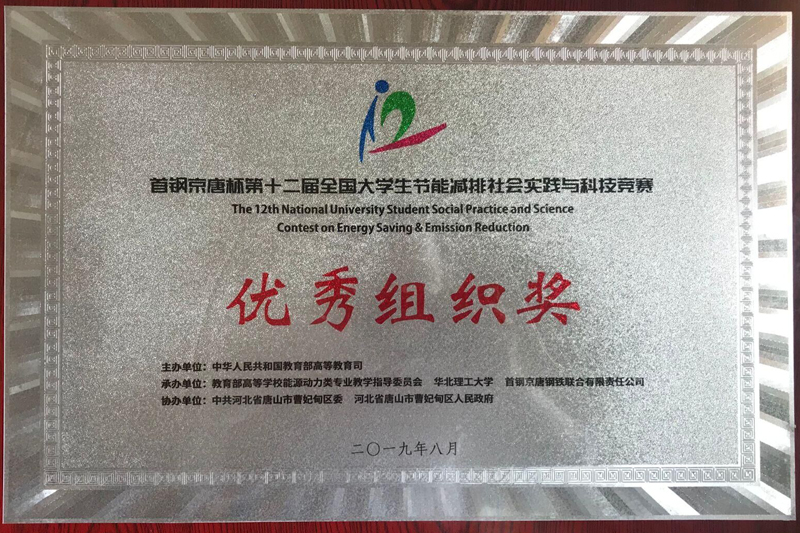 首钢京唐杯第十二届全国大学生节能减排社会实践与科技竞赛
The 12th National University Student Social Practice and Science
Contest on Energy Saving & Emission Reduction
优秀组织奖
主办单位：中华人民共和国教育部高等教育司
承办单位：教育部高等学校能源动力类专业教学指导委员会 华北理工大学 首钢京唐钢铁联合有限责任公司
协办单位：中共河北省唐山市曹妃甸区委 河北省唐山市曹妃甸区人民政府
二〇一九年八月